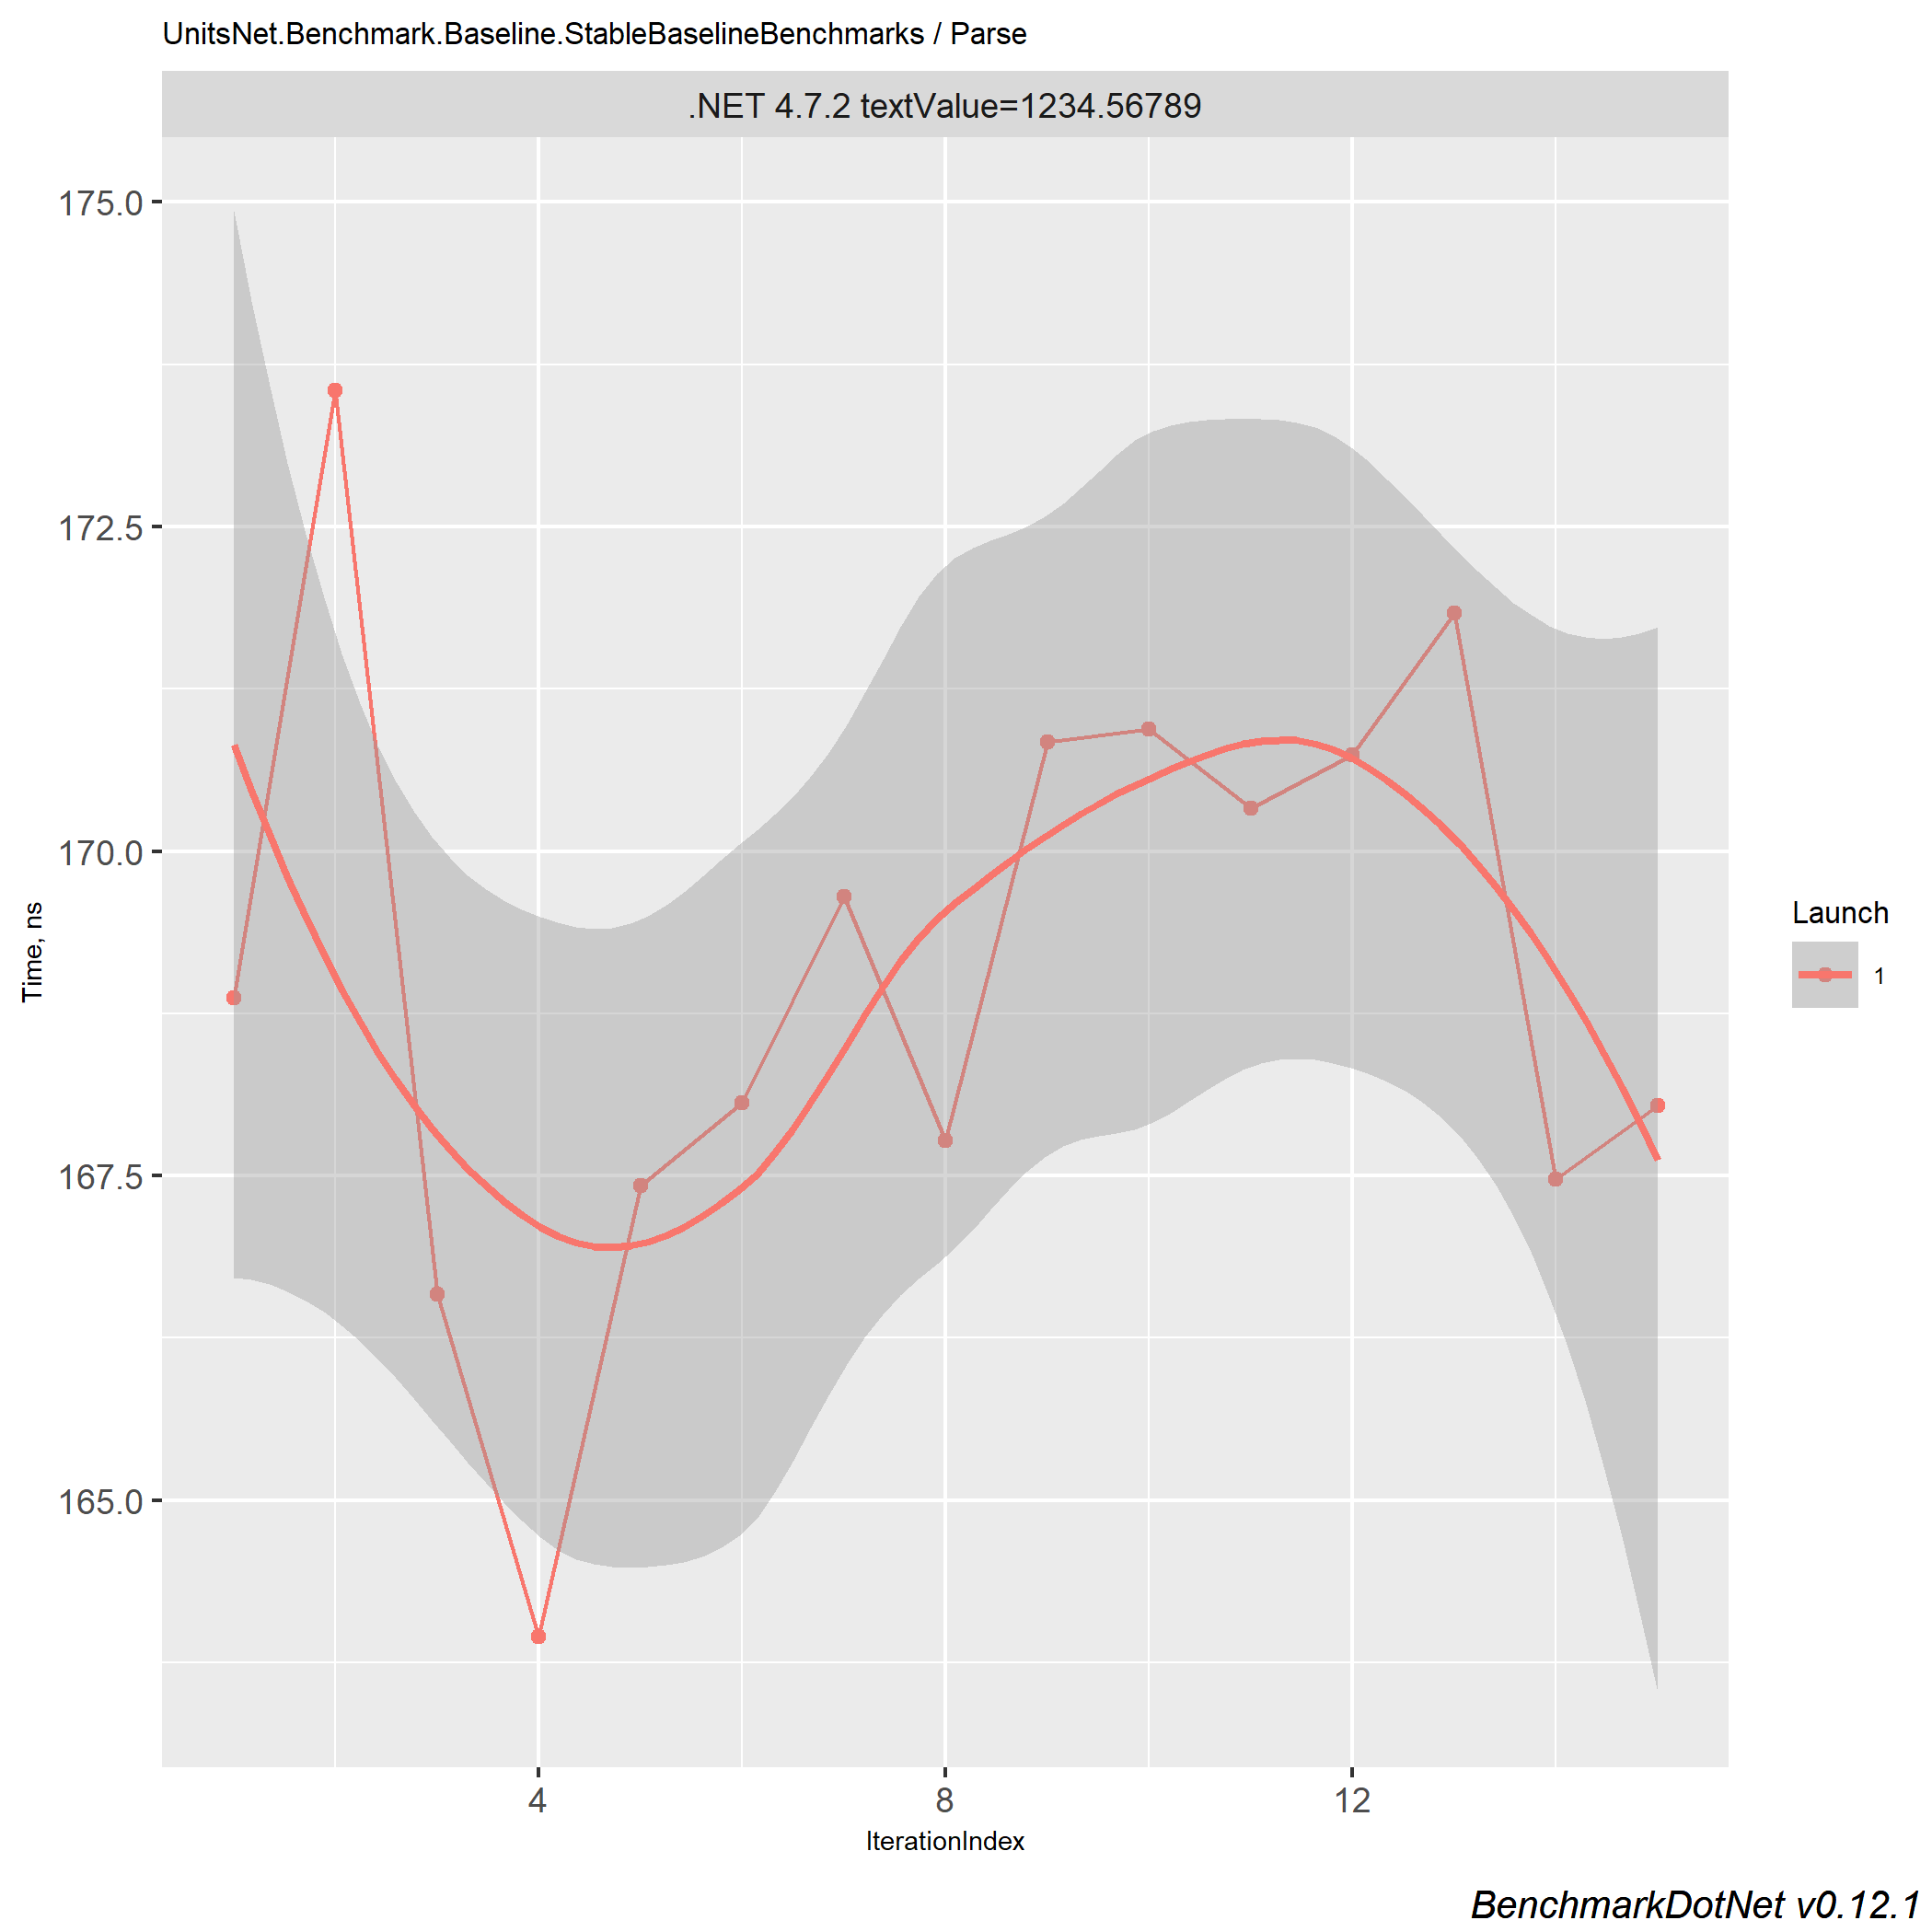 UnitsNet.Benchmark.Baseline.StableBaselineBenchmarks / Parse
.NET 4.7.2 textValue=1234.56789
175.0
172.5
170.0
167.5
165.0
Time, ns
4 8 12
IterationIndex
Launch
1
BenchmarkDotNet v0.12.1